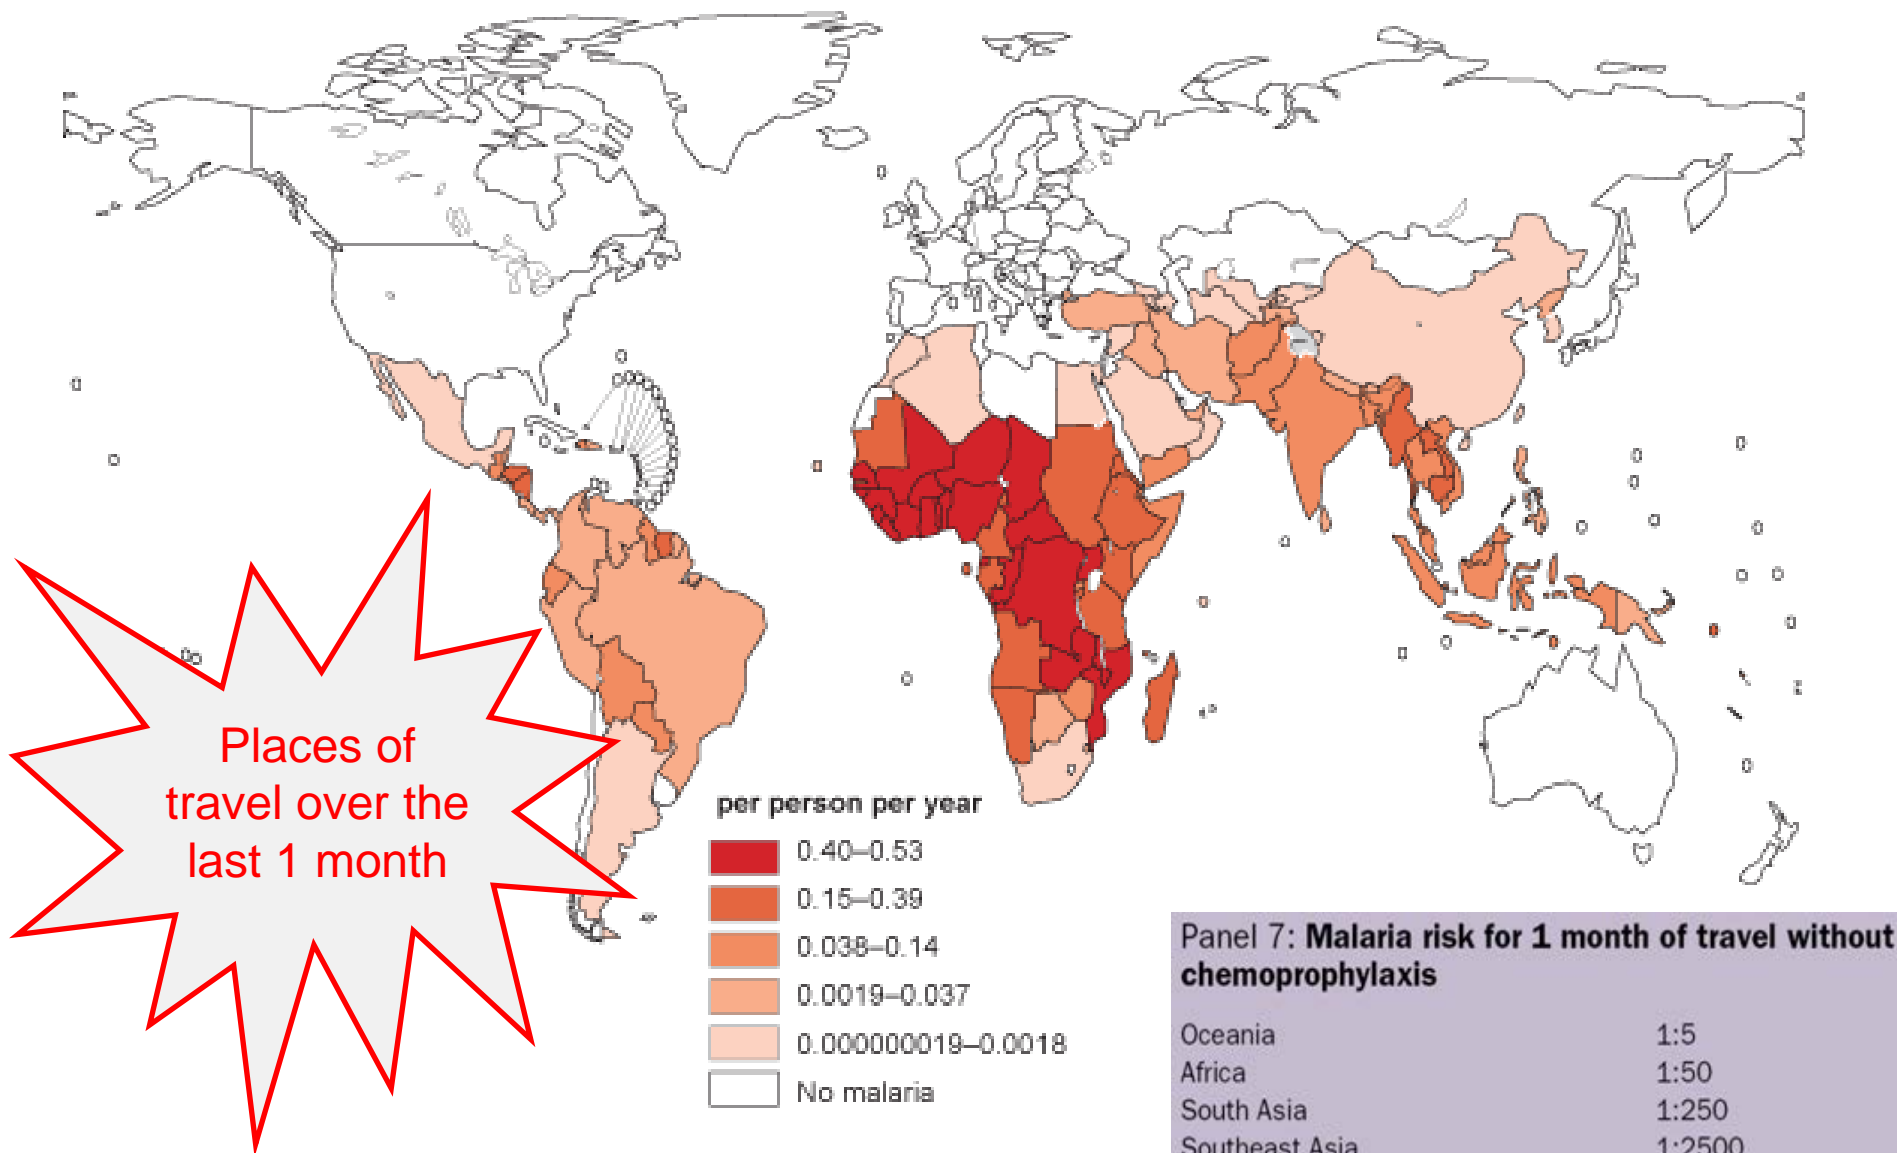 Places of
travel over the
last 1 month
per person per year
0.40–0.53
0.15–0.39
0.038–0.14
0.0019–0.037
0.000000019–0.0018
No malaria
Panel 7: Malaria risk for 1 month of travel without
chemoprophylaxis
Oceania 1:5
Africa 1:50
South Asia 1:250
Southeast Asia 1:2500